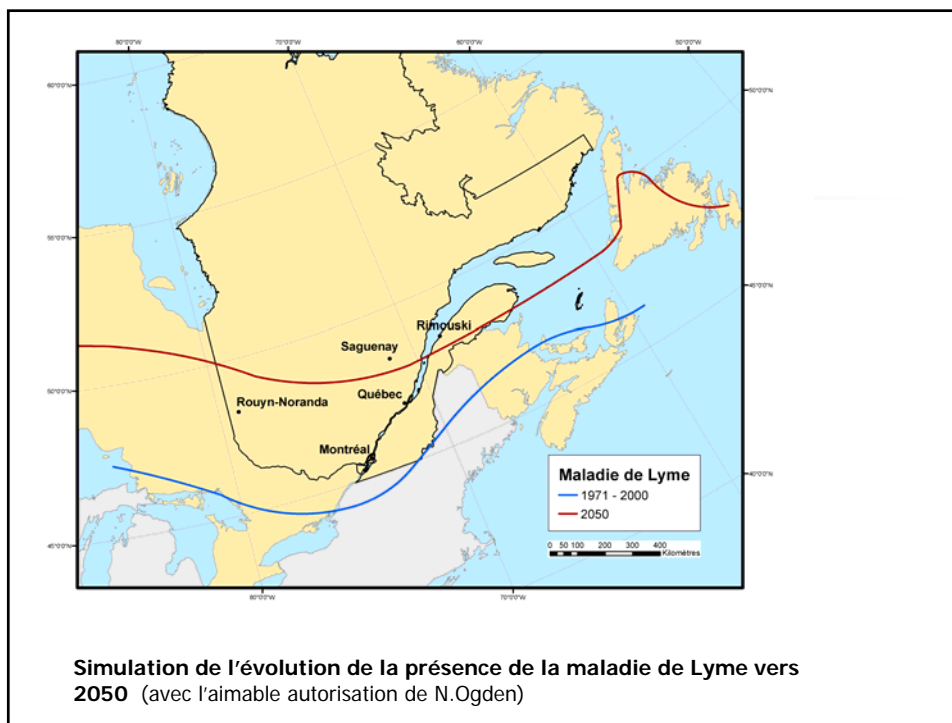 80°0'0"W
70°0'0"W
60°0'0"W
50°0'0"W
60°0'0"N
50°0'0"N
55°0'0"N
45°0'0"N
50°0'0"N
40°0'0"N
45°0'0"N
Rimouski
Saguenay
Rouyn-Noranda
Québec
Montréal
Maladie de Lyme
1971 - 2000
2050
0 50 100 200 300 400
Kilomètres
80°0'0"W
70°0'0"W
Simulation de l'évolution de la présence de la maladie de Lyme vers
2050 (avec l'aimable autorisation de N.Ogden)